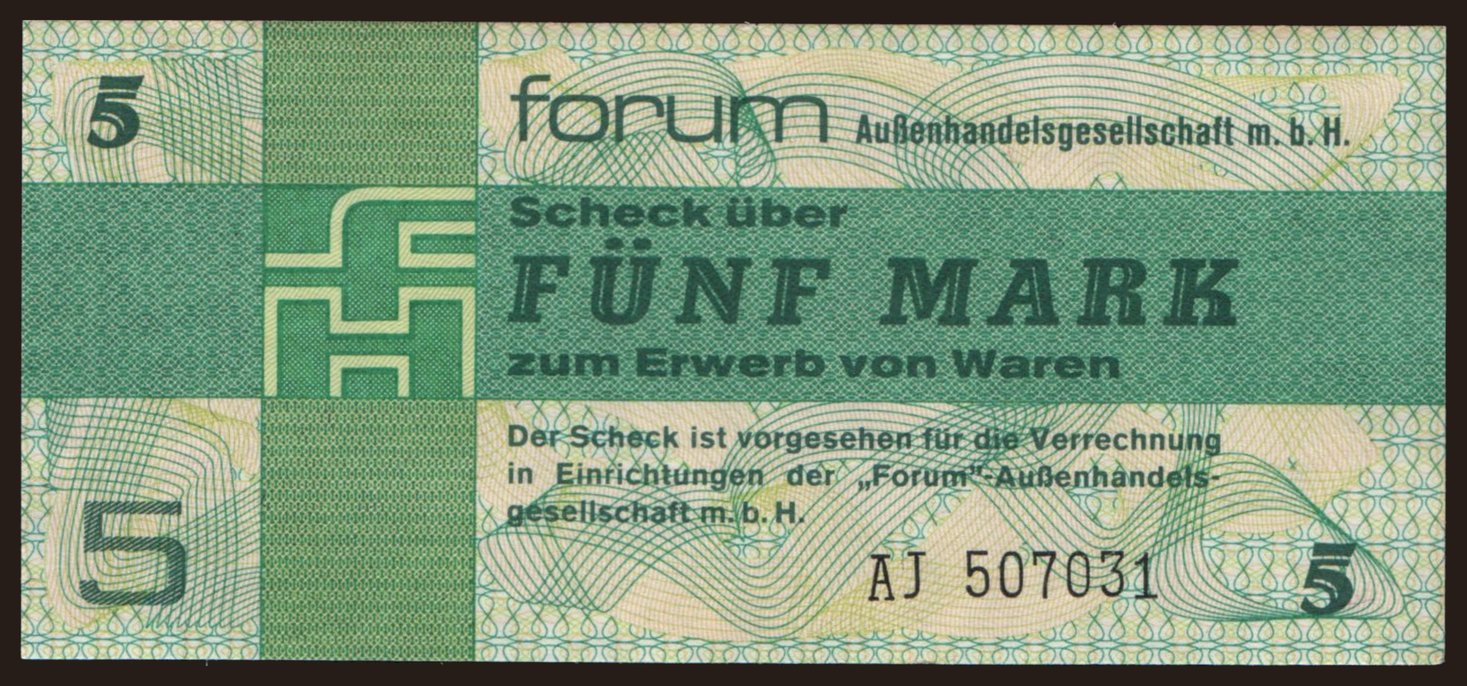 5
forum Außenhandelsgesellschaft m. b. H.
Scheck über
FÜNF MARK
zum Erwerb von Waren
Der Scheck ist vorgesehen für die Verrechnung
in Einrichtungen der „Forum"-Außenhandels-
gesellschaft m. b. H.
5
AJ 507031
5